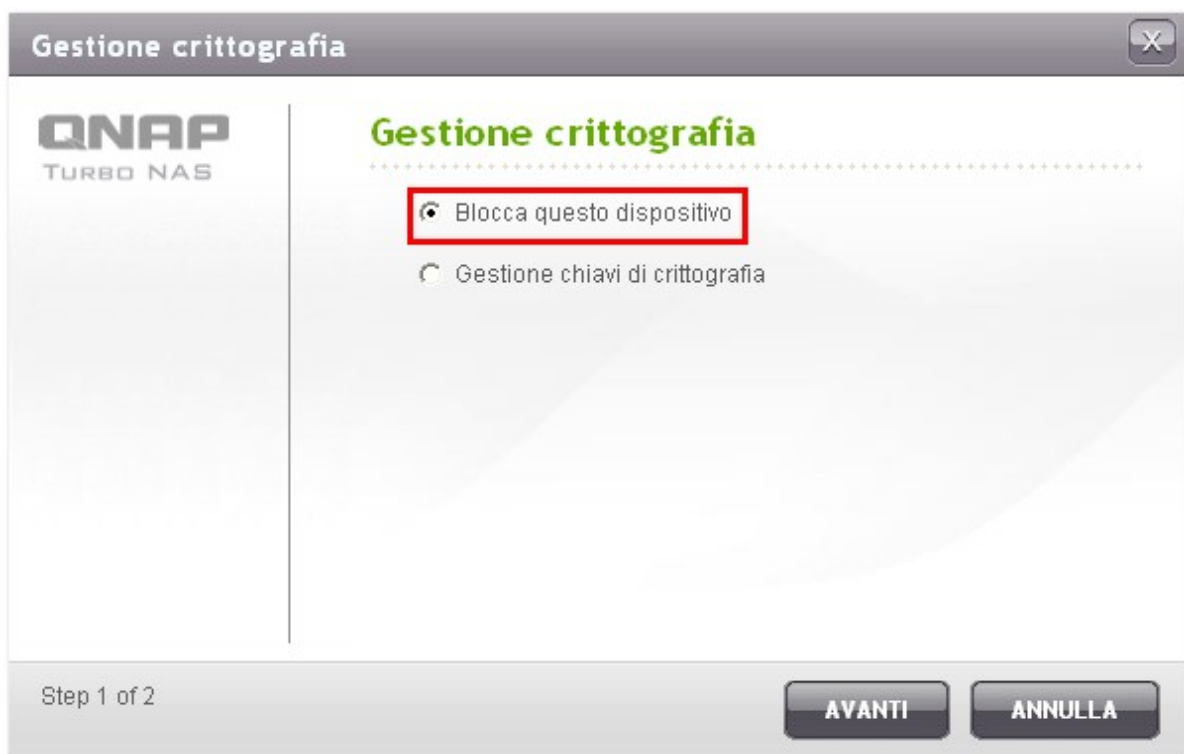 Gestione crittografia
X
QNAP
TURBO NAS
Gestione crittografia
Blocca questo dispositivo
Gestione chiavi di crittografia
Step 1 of 2
AVANTI
ANNULLA